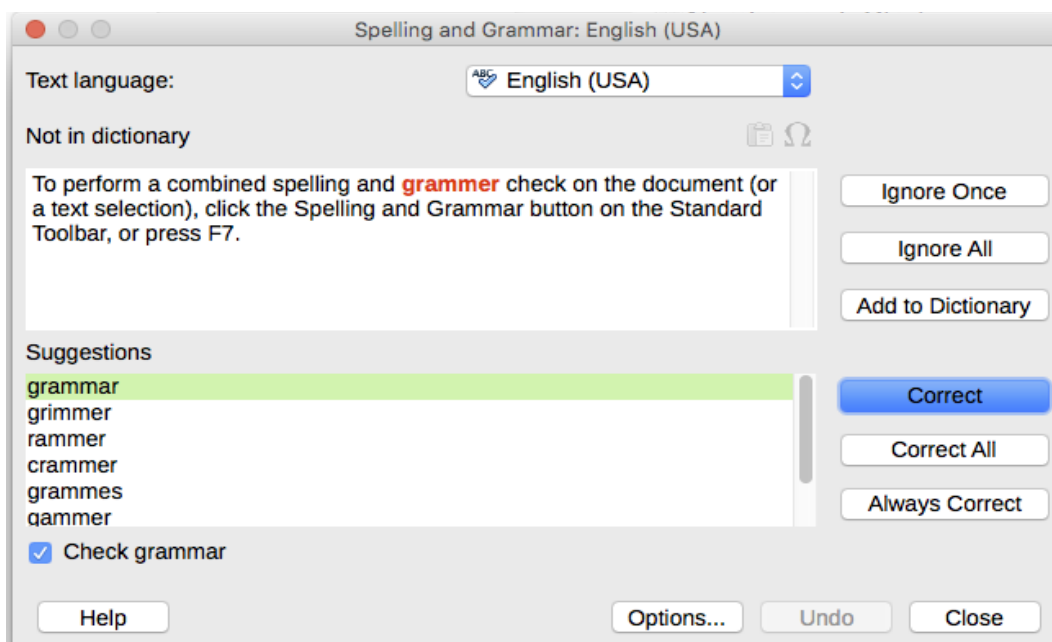 Spelling and Grammar: English (USA)
Text language:
ABC English (USA)
Not in dictionary
Ω
To perform a combined spelling and grammer check on the document (or
a text selection), click the Spelling and Grammar button on the Standard
Toolbar, or press F7.
Ignore Once
Ignore All
Add to Dictionary
Suggestions
grammar
grimmer
rammer
crammer
grammes
gammer
Correct
Correct All
Always Correct
Check grammar
Help
Options...
Undo
Close